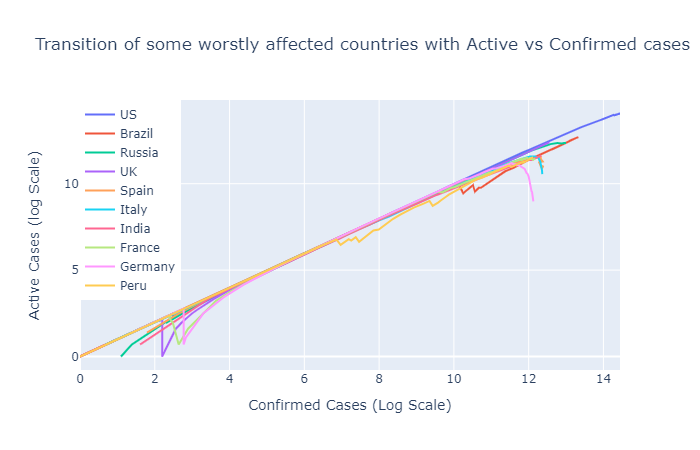 Transition of some worstly affected countries with Active vs Confirmed cases
US
Brazil
Russia
UK
Spain
Italy
India
France
Germany
Peru
Active Cases (log Scale)
10
5
0
0
2
4
6
8
10
12
14
Confirmed Cases (Log Scale)